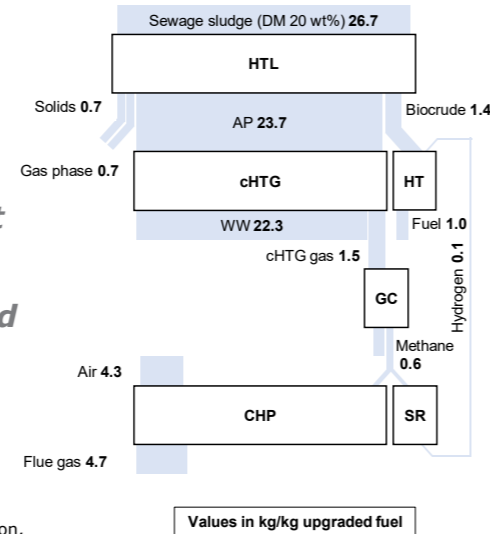 Sewage sludge (DM 20 wt%) 26.7
HTL
Solids 0.7
Biocrude 1.4
AP 23.7
Gas phase 0.7
cHTG
HT
WW 22.3
Fuel 1.0
cHTG gas 1.5
Hydrogen 0.1
GC
Methane
0.6
Air 4.3
CHP
SR
Flue gas 4.7
Values in kg/kg upgraded fuel
on.